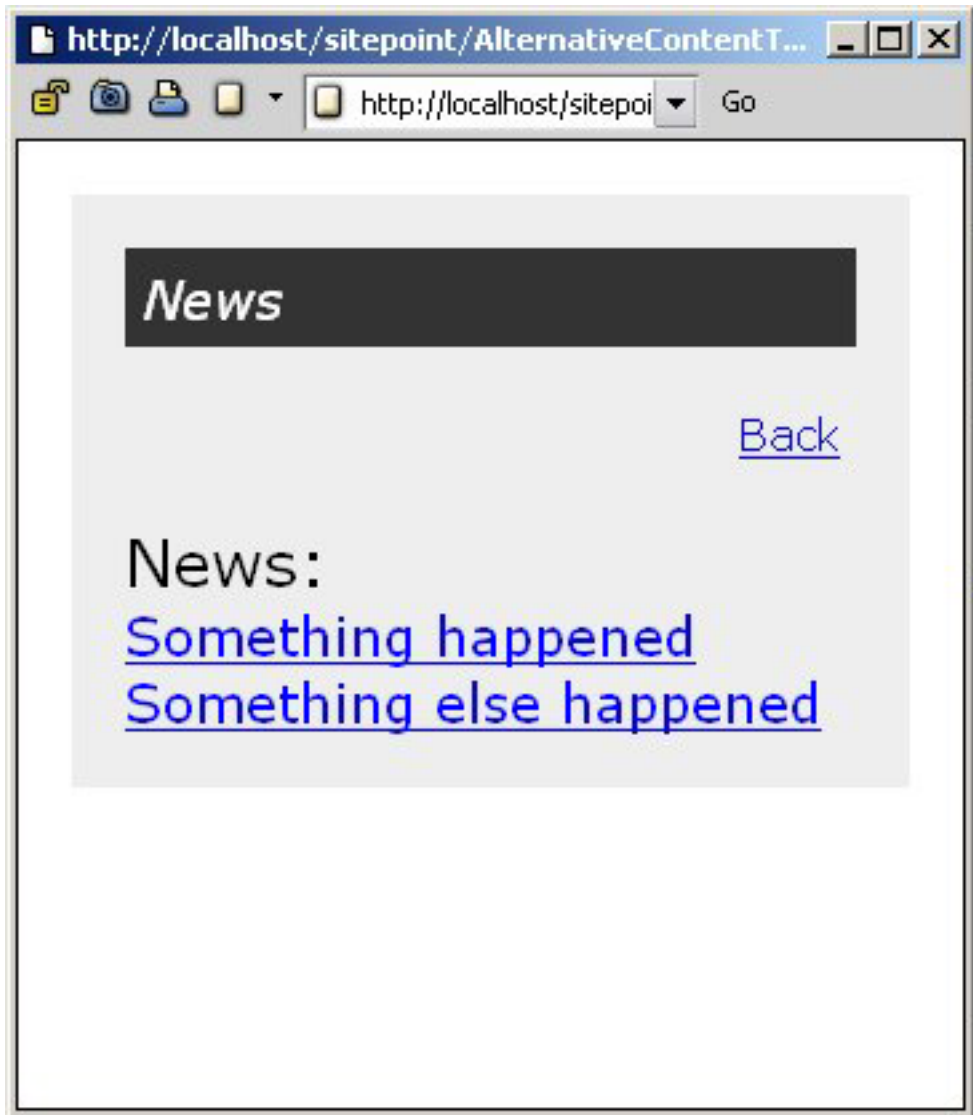 http://localhost/sitepoint/AlternativeContentT...
http://localhost/sitepoi Go
News
Back
News:
Something happened
Something else happened